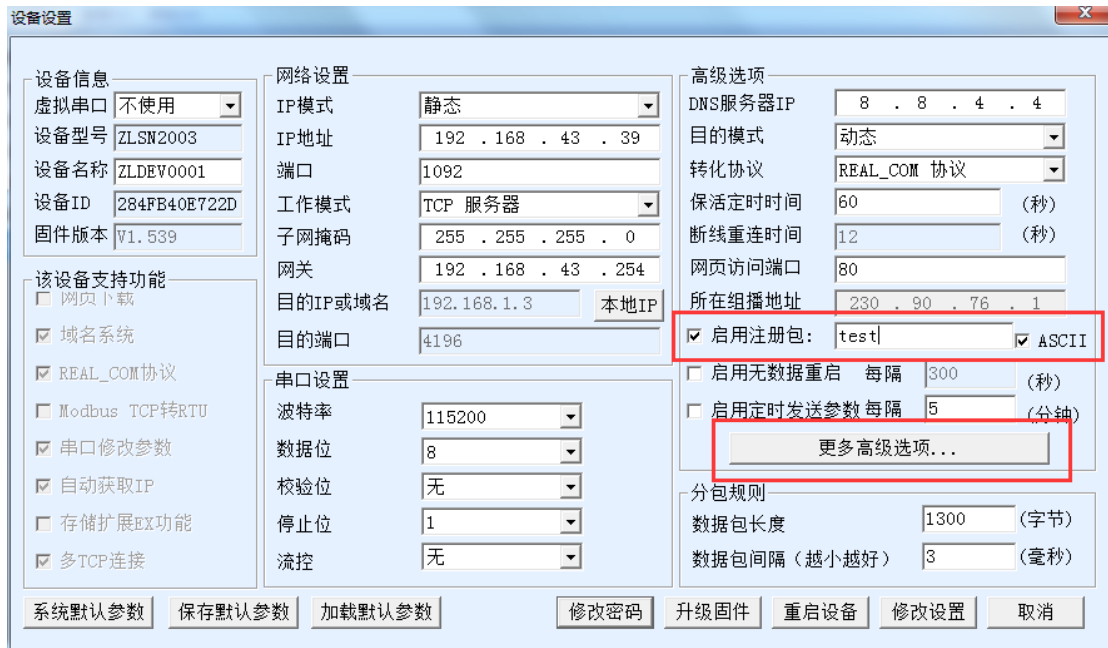 设备设置
设备信息
虚拟串口 不使用
设备型号 ZLSN2003
设备名称 ZLDEV0001
设备ID 284FB40E722D
固件版本 V1.539
该设备支持功能
网页下载
域名系统
REAL_COM协议
Modbus TCP转RTU
串口修改参数
自动获取IP
存储扩展EX功能
多TCP连接
网络设置
IP模式 静态
IP地址 192 . 168 . 43 . 39
端口 1092
工作模式 TCP 服务器
子网掩码 255 . 255 . 255 . 0
网关 192 . 168 . 43 . 254
目的IP或域名 192.168.1.3 本地IP
目的端口 4196
串口设置
波特率 115200
数据位 8
校验位 无
停止位 1
流控 无
高级选项
DNS服务器IP 8 . 8 . 4 . 4
目的模式 动态
转化协议 REAL_COM 协议
保活定时时间 60 (秒)
断线重连时间 12 (秒)
网页访问端口 80
所在组播地址 230 . 90 . 76 . 1
启用注册包: test ASCII
启用无数据重启 每隔 300 (秒)
启用定时发送参数 每隔 5 (分钟)
更多高级选项...
分包规则
数据包长度 1300 (字节)
数据包间隔(越小越好) 3 (毫秒)
系统默认参数 保存默认参数 加载默认参数 修改密码 升级固件 重启设备 修改设置 取消